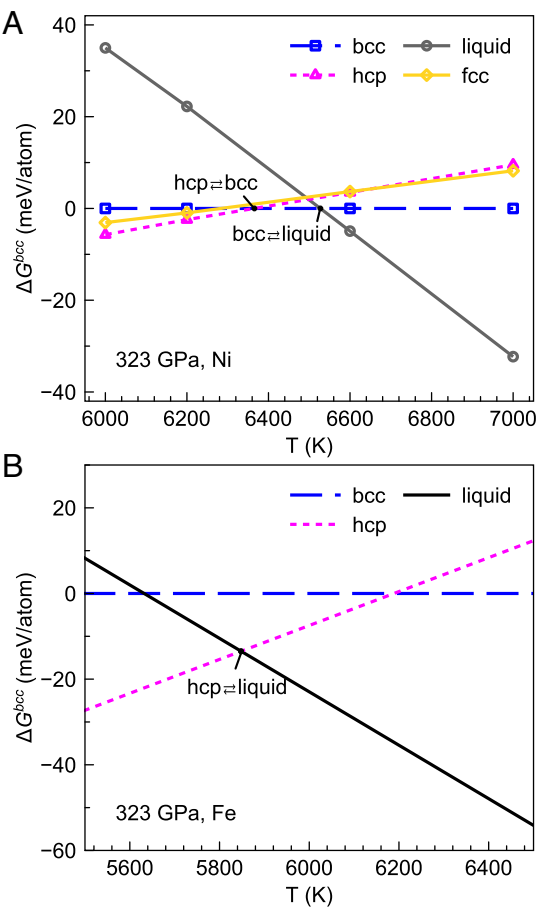 A
40
20
0
−20
−40
ΔG^bcc (meV/atom)
bcc
liquid
hcp
fcc
hcp⇄bcc
bcc⇄liquid
323 GPa, Ni
6000 6200 6400 6600 6800 7000
T (K)
B
20
0
−20
−40
−60
ΔG^bcc (meV/atom)
bcc
liquid
hcp
hcp⇄liquid
323 GPa, Fe
5600 5800 6000 6200 6400
T (K)